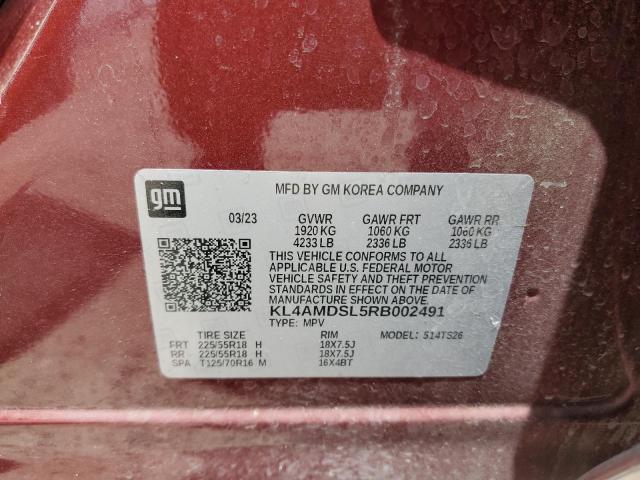 gm
MFD BY GM KOREA COMPANY
03/23 GVWR GAWR FRT GAWR RR
1920 KG 1060 KG 1060 KG
4233 LB 2336 LB 2336 LB
THIS VEHICLE CONFORMS TO ALL
APPLICABLE U.S. FEDERAL MOTOR
VEHICLE SAFETY AND THEFT PREVENTION
STANDARDS IN EFFECT ON THE DATE OF
MANUFACTURE SHOWN ABOVE.
KL4AMDSL5RB002491
TYPE: MPV
TIRE SIZE RIM MODEL: 514TS26
FRT 225/55R18 H 18X7.5J
RR 225/55R18 H 18X7.5J
SPA T125/70R16 M 16X4BT